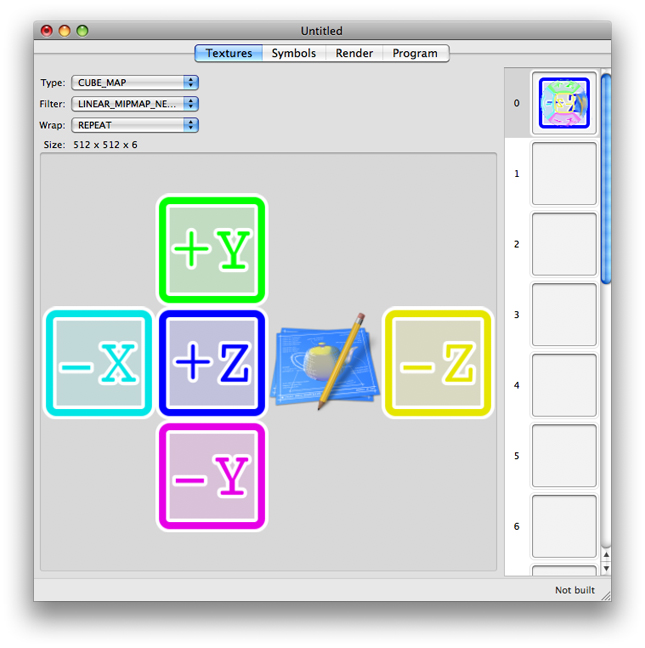 Untitled
Textures Symbols Render Program
Type: CUBE_MAP
Filter: LINEAR_MIPMAP_NE...
Wrap: REPEAT
Size: 512 x 512 x 6
+Y
-X +Z -Z
-Y
0
1
2
3
4
5
6
Not built